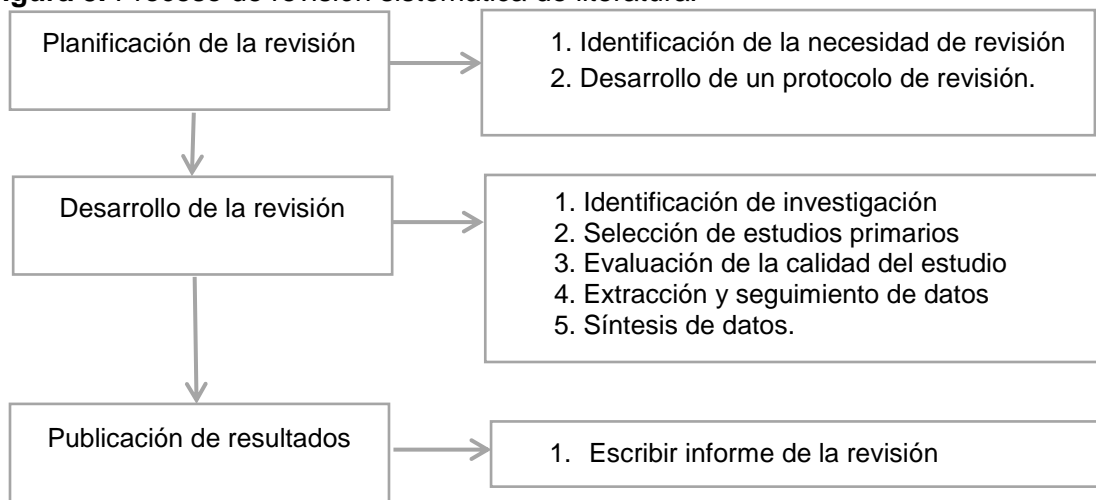 Planificación de la revisión
1. Identificación de la necesidad de revisión
2. Desarrollo de un protocolo de revisión.
Desarrollo de la revisión
1. Identificación de investigación
2. Selección de estudios primarios
3. Evaluación de la calidad del estudio
4. Extracción y seguimiento de datos
5. Síntesis de datos.
Publicación de resultados
1. Escribir informe de la revisión